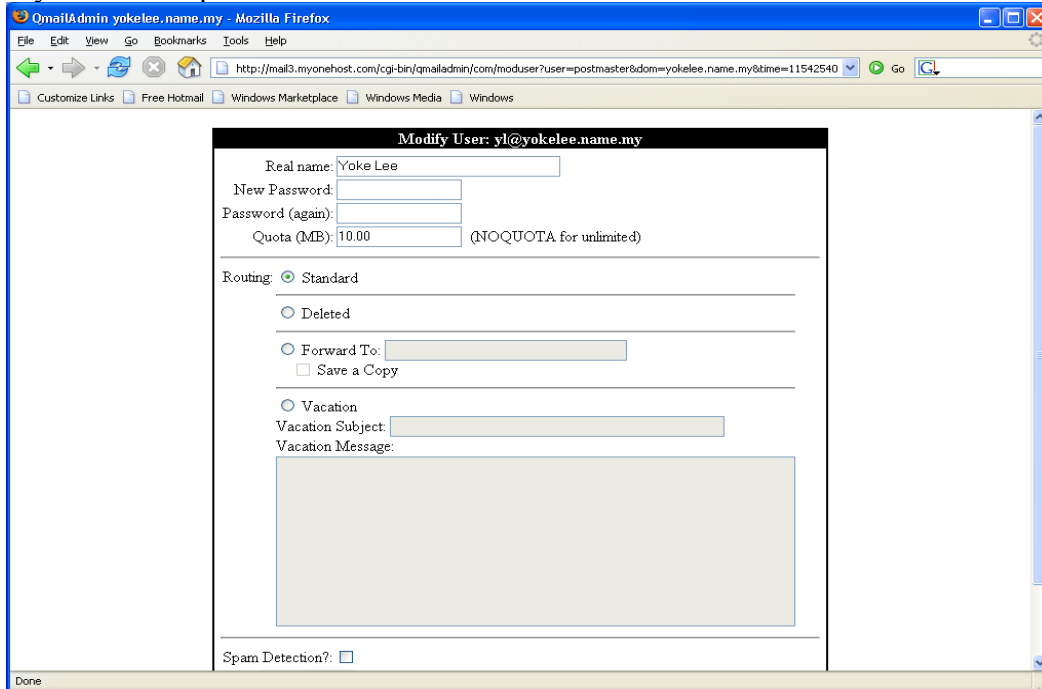 QmailAdmin yokelee.name.my - Mozilla Firefox
File Edit View Go Bookmarks Tools Help
http://mail3.myonehost.com/cgi-bin/qmailadmin/com/moduser?user=postmaster&dom=yokelee.name.my&time=11542540 Go G
Customize Links Free Hotmail Windows Marketplace Windows Media Windows
Modify User: yl@yokelee.name.my
Real name: Yoke Lee
New Password:
Password (again):
Quota (MB): 10.00 (NOQUOTA for unlimited)
Routing: Standard
Deleted
Forward To:
Save a Copy
Vacation
Vacation Subject:
Vacation Message:
Spam Detection?:
Done